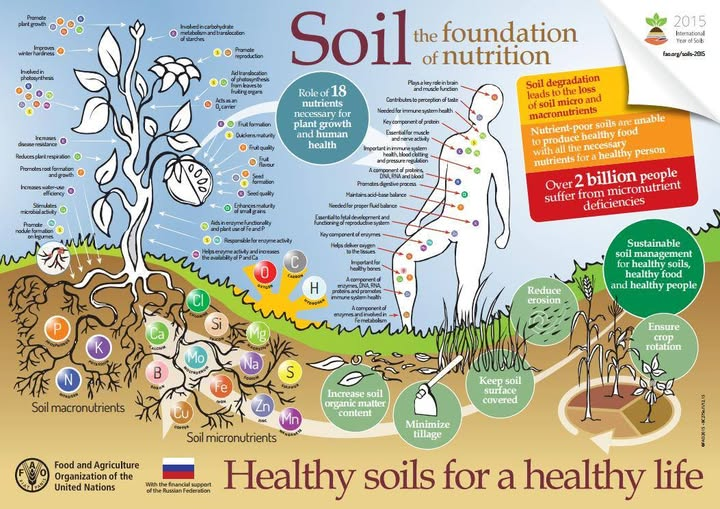 Soil the foundation
of nutrition
2015
International
Year of Soils
fao.org/soils-2015
Promote
plant growth
Improves
winter hardiness
Involved in
photosynthesis
Increases
disease resistance
Reduces plant respiration
Promotes root formation
and growth
Increases water-use
efficiency
Stimulates
microbial activity
Promote
nodule formation
on legumes
Involved in carbohydrate
metabolism and translocation
of starches
Promote
reproduction
Aid translocation
of photosynthesis
from leaves to
fruiting organs
Acts as an
O₂ carrier
Fruit formation
Quickens maturity
Fruit quality
Fruit
flavour
Seed
formation
Seed quality
Enhances maturity
of small grains
Aids in enzyme functionality
and plant use of Fe and P
Responsible for enzyme activity
Helps enzyme activity and increases
the availability of P and Ca
Role of 18
nutrients
necessary for
plant growth
and human
health
Plays a key role in brain
and muscle function
Contributes to perception of taste
Needed for immune system health
Key component of protein
Essential for muscle
and nerve activity
Important in immune system
health, blood clotting
and pressure regulation
A component of proteins,
DNA, RNA and blood
Promotes digestive process
Maintains acid-base balance
Needed for proper fluid balance
Essential to fetal development and
functioning of reproductive system
Key component of enzymes
Helps deliver oxygen
to the tissues
Important for
healthy bones
A component of
enzymes, DNA, RNA,
proteins and promotes
immune system health
A component of
enzymes and involved in
Fe metabolism
Soil degradation
leads to the loss
of soil micro and
macronutrients
Nutrient-poor soils are unable
to produce healthy food
with all the necessary
nutrients for a healthy person
Over 2 billion people
suffer from micronutrient
deficiencies
Sustainable
soil management
for healthy soils,
healthy food
and healthy people
Reduce
erosion
Ensure
crop
rotation
Keep soil
surface
covered
Minimize
tillage
Increase soil
organic matter
content
O
OXYGEN
C
CARBON
H
HYDROGEN
P
K
N
NITROGEN
Soil macronutrients
Cl
Ca
Si
Mg
Mo
B
Na
S
Fe
Cu
COPPER
Zn
ZINC
Mn
Soil micronutrients
Food and Agriculture
Organization of the
United Nations
With the financial support
of the Russian Federation
Healthy soils for a healthy life